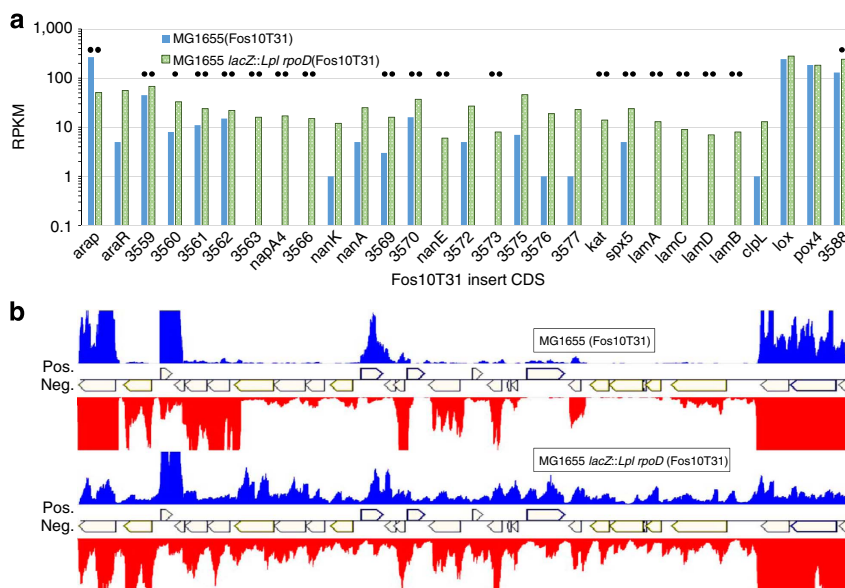 a
MG1655(Fos10T31)
MG1655 lacZ::Lpl rpoD(Fos10T31)
RPKM
1,000
100
10
1
0.1
arap araR 3559 3560 3561 3562 3563 napA4 3566 nanK nanA 3569 3570 nanE 3572 3573 3575 3576 3577 kat spx5 lamA lamC lamD lamB clpL lox pox4 3588
Fos10T31 insert CDS
b
MG1655 (Fos10T31)
Pos.
Neg.
MG1655 lacZ::Lpl rpoD (Fos10T31)
Pos.
Neg.